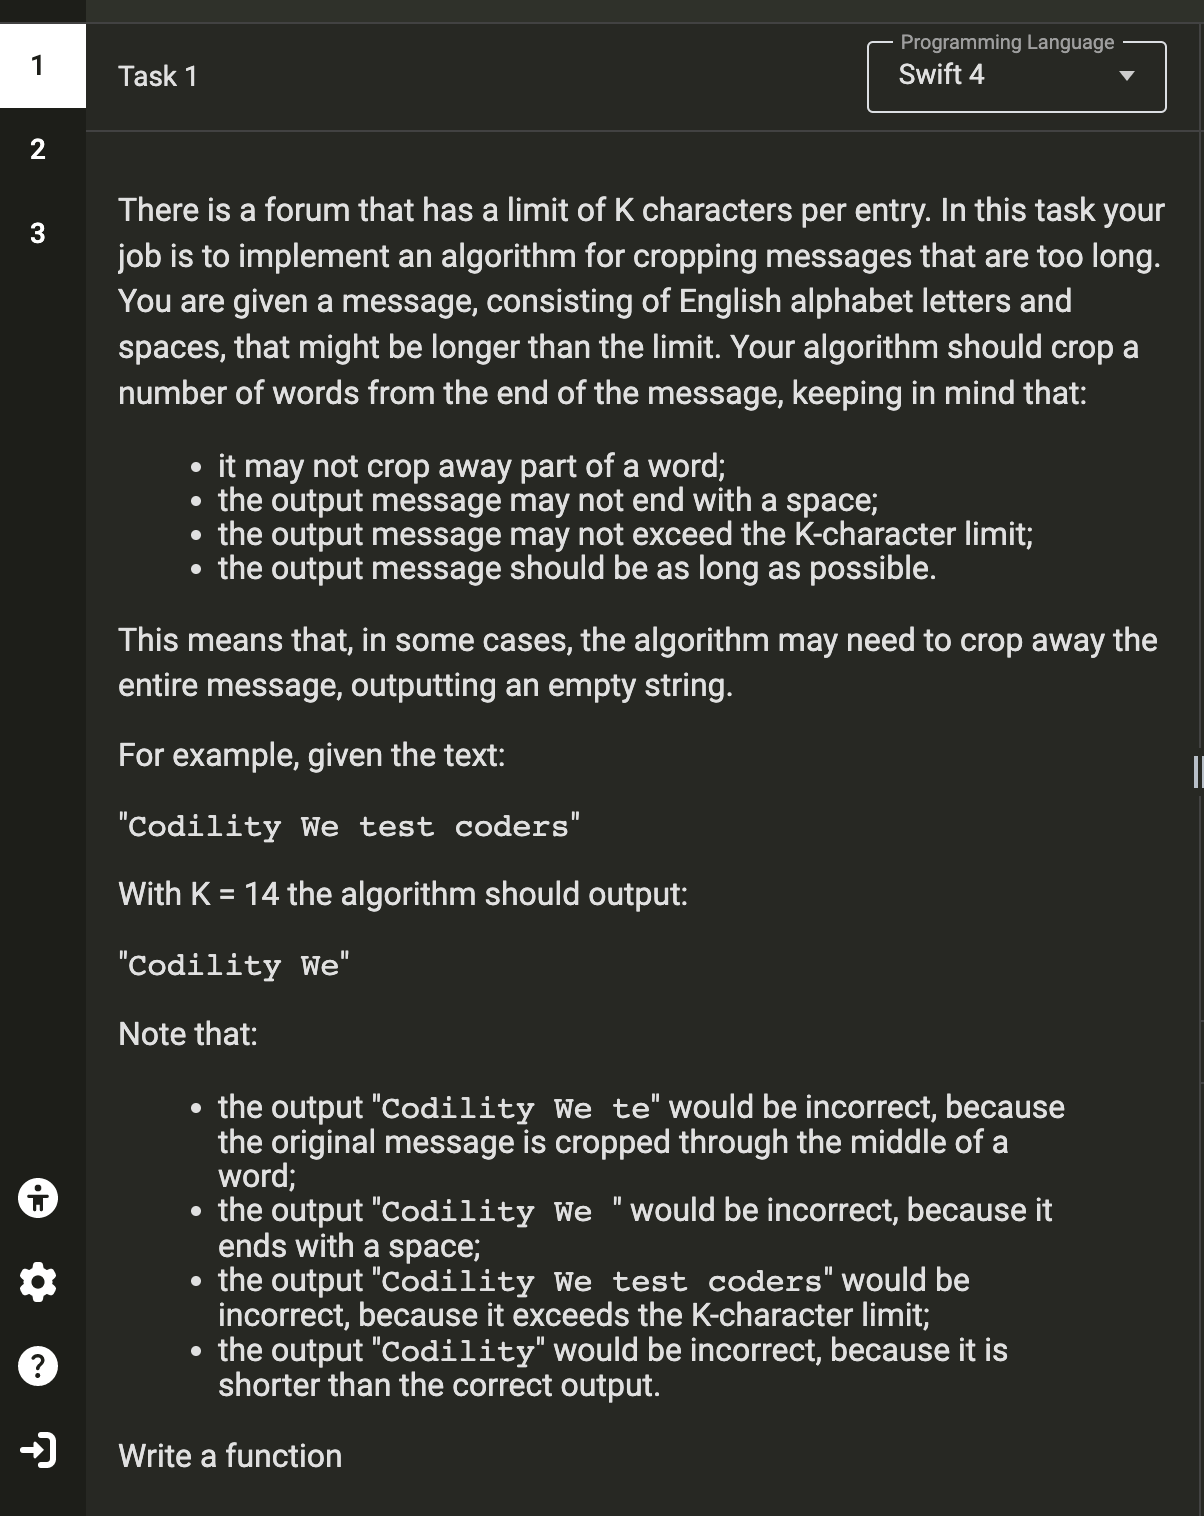 1
Task 1
Programming Language
Swift 4
2
3
There is a forum that has a limit of K characters per entry. In this task your
job is to implement an algorithm for cropping messages that are too long.
You are given a message, consisting of English alphabet letters and
spaces, that might be longer than the limit. Your algorithm should crop a
number of words from the end of the message, keeping in mind that:
• it may not crop away part of a word;
• the output message may not end with a space;
• the output message may not exceed the K-character limit;
• the output message should be as long as possible.
This means that, in some cases, the algorithm may need to crop away the
entire message, outputting an empty string.
For example, given the text:
"Codility We test coders"
With K = 14 the algorithm should output:
"Codility We"
Note that:
• the output "Codility We te" would be incorrect, because
the original message is cropped through the middle of a
word;
• the output "Codility We " would be incorrect, because it
ends with a space;
• the output "Codility We test coders" would be
incorrect, because it exceeds the K-character limit;
• the output "Codility" would be incorrect, because it is
shorter than the correct output.
Write a function